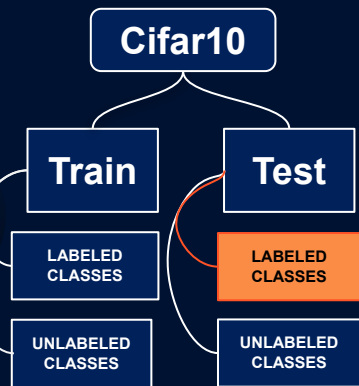 Cifar10
Train
Test
LABELED
CLASSES
LABELED
CLASSES
UNLABELED
CLASSES
UNLABELED
CLASSES